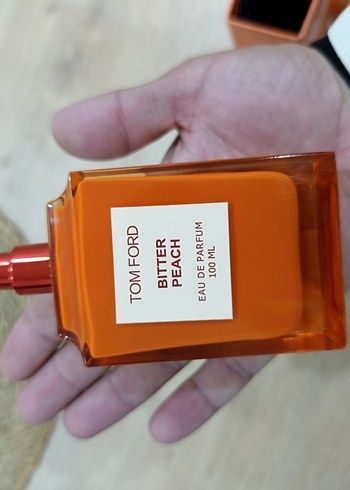 TOM FORD
BITTER
PEACH
EAU DE PARFUM
100 ML